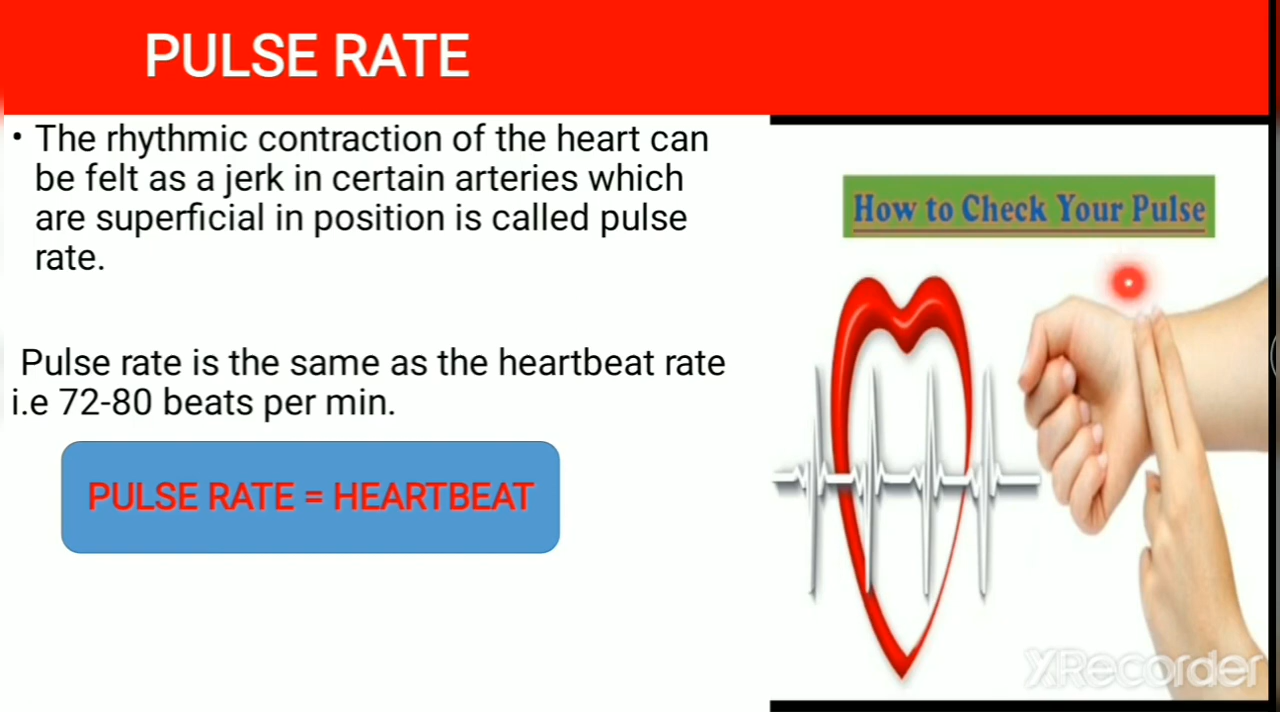 PULSE RATE
• The rhythmic contraction of the heart can
be felt as a jerk in certain arteries which
are superficial in position is called pulse
rate.
Pulse rate is the same as the heartbeat rate
i.e 72-80 beats per min.
PULSE RATE = HEARTBEAT
How to Check Your Pulse
XRecorder